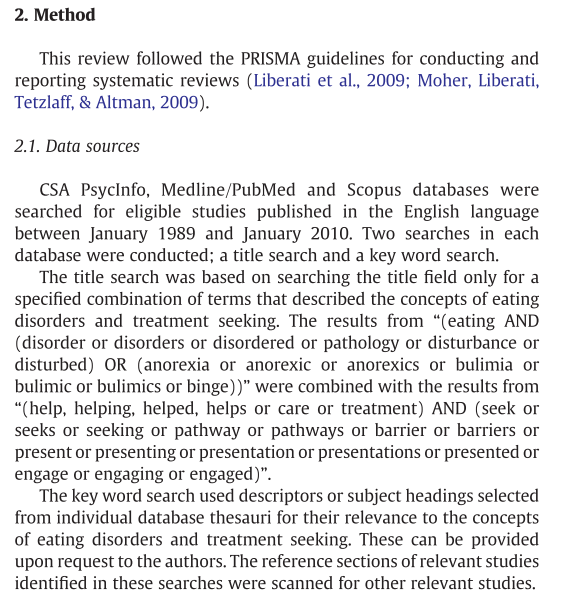 2. Method
This review followed the PRISMA guidelines for conducting and
reporting systematic reviews (Liberati et al., 2009; Moher, Liberati,
Tetzlaff, & Altman, 2009).
2.1. Data sources
CSA PsycInfo, Medline/PubMed and Scopus databases were
searched for eligible studies published in the English language
between January 1989 and January 2010. Two searches in each
database were conducted; a title search and a key word search.
The title search was based on searching the title field only for a
specified combination of terms that described the concepts of eating
disorders and treatment seeking. The results from “(eating AND
(disorder or disorders or disordered or pathology or disturbance or
disturbed) OR (anorexia or anorexic or anorexics or bulimia or
bulimic or bulimics or binge))” were combined with the results from
“(help, helping, helped, helps or care or treatment) AND (seek or
seeks or seeking or pathway or pathways or barrier or barriers or
present or presenting or presentation or presentations or presented or
engage or engaging or engaged)”.
The key word search used descriptors or subject headings selected
from individual database thesauri for their relevance to the concepts
of eating disorders and treatment seeking. These can be provided
upon request to the authors. The reference sections of relevant studies
identified in these searches were scanned for other relevant studies.